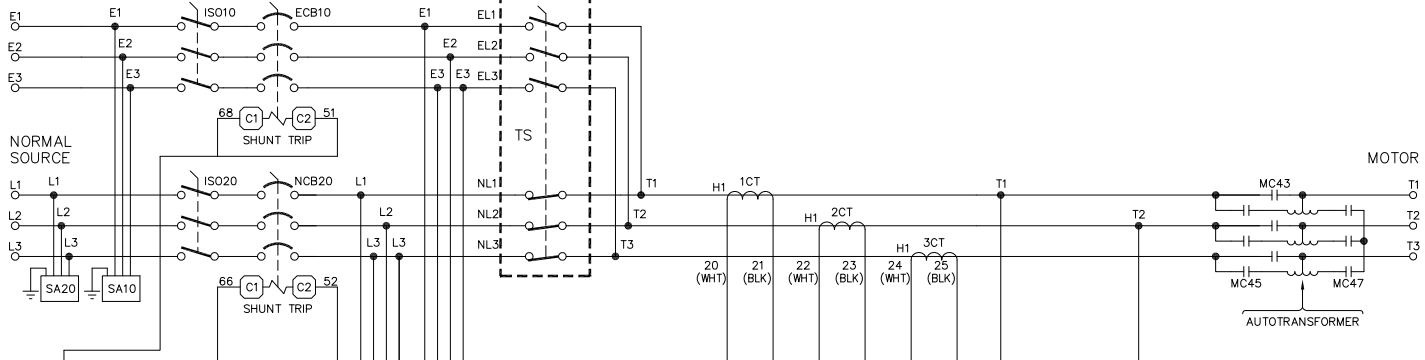 E1 E1 ISO10 ECB10 E1 EL1
E2 E2 E2 EL2
E3 E3 E3 E3 EL3
68 C1 C2 51
SHUNT TRIP
TS
NORMAL
SOURCE
MOTOR
L1 L1 ISO20 NCB20 L1 NL1 T1 H1 1CT T1 MC43 T1
L2 L2 L2 NL2 T2 H1 2CT T2 T2
L3 L3 L3 L3 NL3 T3 H1 3CT T3
20 21 22 23 24 25
(WHT) (BLK) (WHT) (BLK) (WHT) (BLK)
SA20 SA10 66 C1 C2 52 MC45 MC47
SHUNT TRIP
AUTOTRANSFORMER